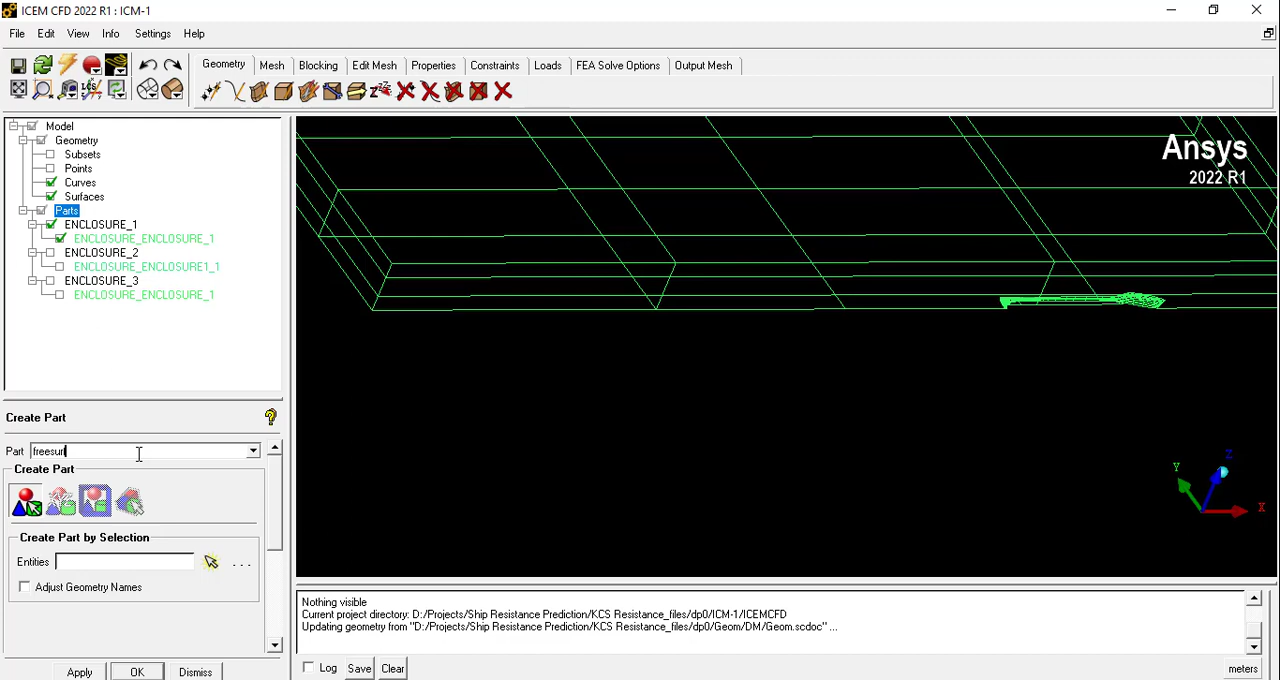 ICEM CFD 2022 R1 : ICM-1
File Edit View Info Settings Help
Geometry Mesh Blocking Edit Mesh Properties Constraints Loads FEA Solve Options Output Mesh
Model
Geometry
Subsets
Points
Curves
Surfaces
Parts
ENCLOSURE_1
ENCLOSURE_ENCLOSURE_1
ENCLOSURE_2
ENCLOSURE_ENCLOSURE1_1
ENCLOSURE_3
ENCLOSURE_ENCLOSURE_1
Ansys
2022 R1
Y Z X
Create Part
Part freesurl
Create Part
Create Part by Selection
Entities ...
Adjust Geometry Names
Apply OK Dismiss
Nothing visible
Current project directory: D:/Projects/Ship Resistance Prediction/KCS Resistance_files/dp0/ICM-1/ICEMCFD
Updating geometry from "D:/Projects/Ship Resistance Prediction/KCS Resistance_files/dp0/Geom/DM/Geom.scdoc" ...
Log Save Clear
meters